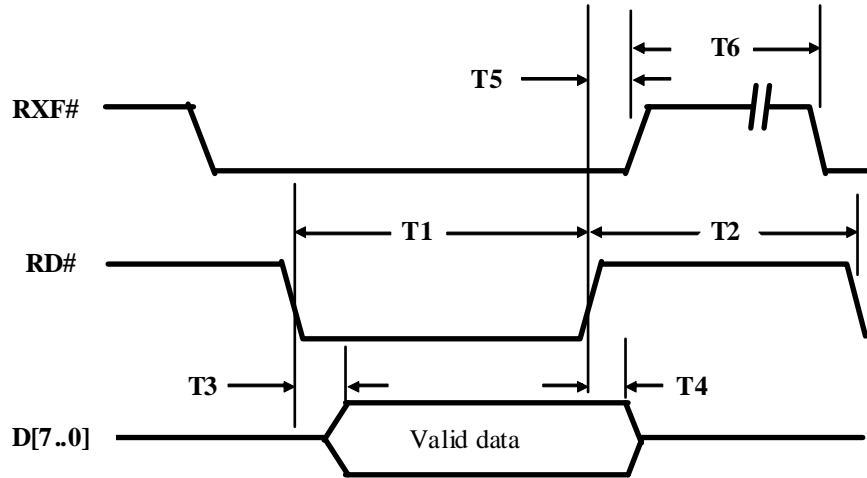 T6
T5
RXF#
T1
T2
RD#
T3
T4
D[7..0]
Valid data